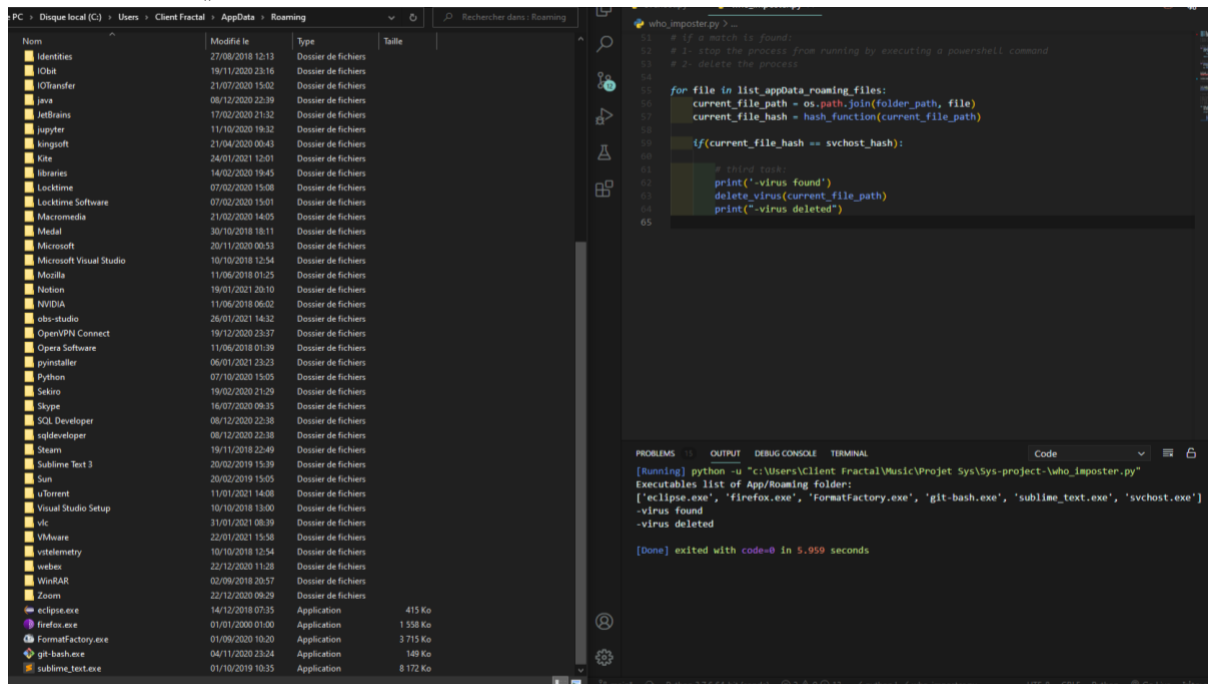 PC > Disque local (C:) > Users > Client Fractal > AppData > Roaming
Rechercher dans : Roaming
Nom Modifié le Type Taille
Identities 27/08/2018 12:13 Dossier de fichiers
IObit 19/11/2020 23:16 Dossier de fichiers
IOTransfer 21/07/2020 15:02 Dossier de fichiers
java 08/12/2020 22:39 Dossier de fichiers
JetBrains 17/02/2020 21:32 Dossier de fichiers
jupyter 11/10/2020 19:32 Dossier de fichiers
kingsoft 21/04/2020 00:43 Dossier de fichiers
Kite 24/01/2021 12:01 Dossier de fichiers
libraries 14/02/2020 19:45 Dossier de fichiers
Locktime 07/02/2020 15:08 Dossier de fichiers
Locktime Software 07/02/2020 15:01 Dossier de fichiers
Macromedia 21/02/2020 14:05 Dossier de fichiers
Medal 30/10/2018 18:11 Dossier de fichiers
Microsoft 20/11/2020 00:53 Dossier de fichiers
Microsoft Visual Studio 10/10/2018 12:54 Dossier de fichiers
Mozilla 11/06/2018 01:25 Dossier de fichiers
Notion 19/01/2021 20:10 Dossier de fichiers
NVIDIA 11/06/2018 06:02 Dossier de fichiers
obs-studio 26/01/2021 14:32 Dossier de fichiers
OpenVPN Connect 19/12/2020 23:37 Dossier de fichiers
Opera Software 11/06/2018 01:39 Dossier de fichiers
pyinstaller 06/01/2021 23:23 Dossier de fichiers
Python 07/10/2020 15:05 Dossier de fichiers
Sekiro 19/02/2020 21:29 Dossier de fichiers
Skype 16/07/2020 09:35 Dossier de fichiers
SQL Developer 08/12/2020 22:38 Dossier de fichiers
sqldeveloper 08/12/2020 22:38 Dossier de fichiers
Steam 19/11/2018 22:49 Dossier de fichiers
Sublime Text 3 20/02/2019 15:39 Dossier de fichiers
Sun 20/02/2019 15:05 Dossier de fichiers
uTorrent 11/01/2021 14:08 Dossier de fichiers
Visual Studio Setup 10/10/2018 13:00 Dossier de fichiers
vlc 31/01/2021 08:39 Dossier de fichiers
VMware 22/01/2021 15:58 Dossier de fichiers
vstelemetry 10/10/2018 12:54 Dossier de fichiers
webex 22/12/2020 11:28 Dossier de fichiers
WinRAR 02/09/2018 20:57 Dossier de fichiers
Zoom 22/12/2020 09:29 Dossier de fichiers
eclipse.exe 14/12/2018 07:35 Application 415 Ko
firefox.exe 01/01/2000 01:00 Application 1 558 Ko
FormatFactory.exe 01/09/2020 10:20 Application 3 715 Ko
git-bash.exe 04/11/2020 23:24 Application 149 Ko
sublime_text.exe 01/10/2019 10:35 Application 8 172 Ko
who_imposter.py > ...
51 # if a match is found:
52 # 1- stop the process from running by executing a powershell command
53 # 2- delete the process
54
55 for file in list_appData_roaming_files:
56 current_file_path = os.path.join(folder_path, file)
57 current_file_hash = hash_function(current_file_path)
58
59 if(current_file_hash == svchost_hash):
60
61 # third task:
62 print('-virus found')
63 delete_virus(current_file_path)
64 print("-virus deleted")
65
12
PROBLEMS 15 OUTPUT DEBUG CONSOLE TERMINAL Code
[Running] python -u "c:\Users\Client Fractal\Music\Projet Sys\Sys-project-\who_imposter.py"
Executables list of App/Roaming folder:
['eclipse.exe', 'firefox.exe', 'FormatFactory.exe', 'git-bash.exe', 'sublime_text.exe', 'svchost.exe']
-virus found
-virus deleted
[Done] exited with code=0 in 5.959 seconds